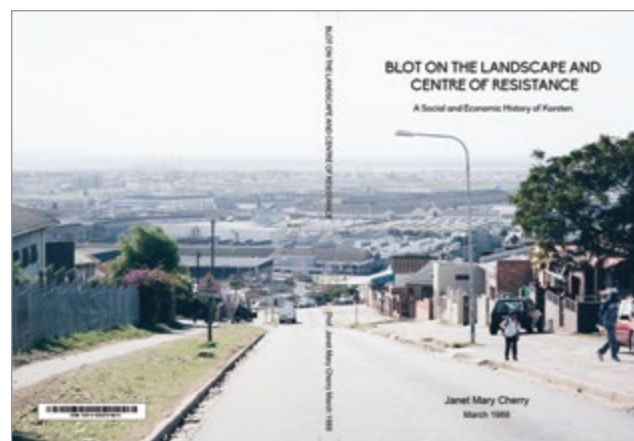 BLOT ON THE LANDSCAPE AND
CENTRE OF RESISTANCE
A Social and Economic History of Korsten
Janet Mary Cherry
March 1988
BLOT ON THE LANDSCAPE AND CENTRE OF RESISTANCE
Prof. Janet Mary Cherry March 1988